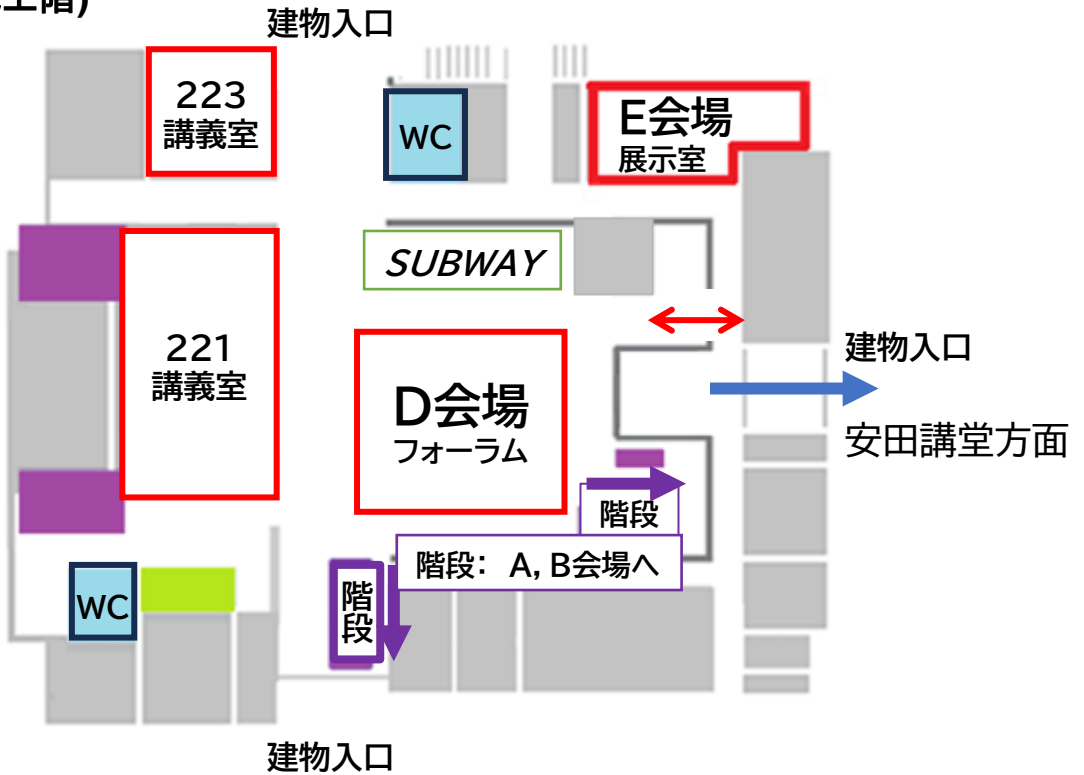 上階)
建物入口
223
講義室
WC
E会場
展示室
SUBWAY
221
講義室
D会場
フォーラム
建物入口
安田講堂方面
階段
階段： A, B会場へ
階段
WC
建物入口